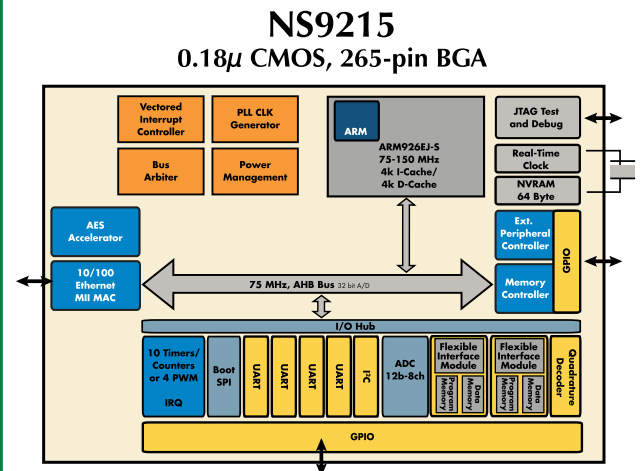 NS9215
0.18μ CMOS, 265-pin BGA
Vectored
Interrupt
Controller
PLL CLK
Generator
Bus
Arbiter
Power
Management
ARM
ARM926EJ-S
75-150 MHz
4k I-Cache/
4k D-Cache
JTAG Test
and Debug
Real-Time
Clock
NVRAM
64 Byte
AES
Accelerator
10/100
Ethernet
MII MAC
Ext.
Peripheral
Controller
Memory
Controller
GPIO
75 MHz, AHB Bus 32 bit A/D
I/O Hub
10 Timers/
Counters
or 4 PWM
IRQ
Boot
SPI
UART
UART
UART
UART
I²C
ADC
12b-8ch
Flexible
Interface
Module
Program
Memory
Data
Memory
Flexible
Interface
Module
Program
Memory
Data
Memory
Quadrature
Decoder
GPIO